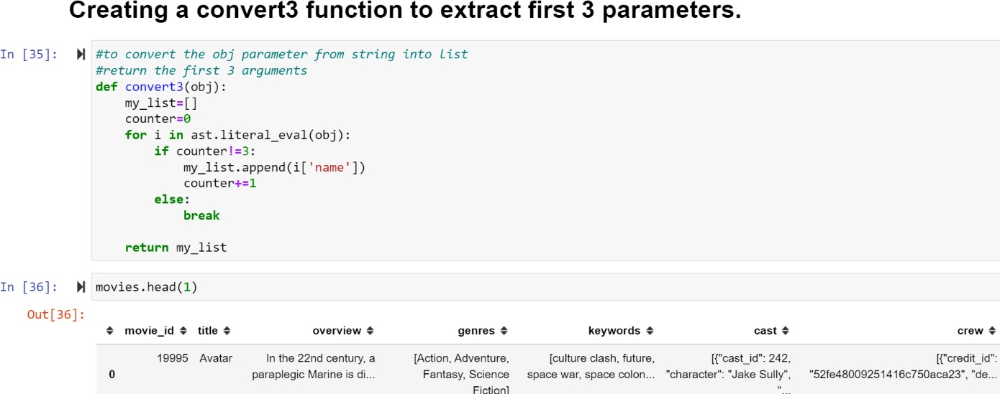 Creating a convert3 function to extract first 3 parameters.
In [35]:
#to convert the obj parameter from string into list
#return the first 3 arguments
def convert3(obj):
    my_list=[]
    counter=0
    for i in ast.literal_eval(obj):
        if counter!=3:
            my_list.append(i['name'])
            counter+=1
        else:
            break
    return my_list
In [36]: movies.head(1)
Out[36]:
movie_id title overview genres keywords cast crew
19995 Avatar In the 22nd century, a [Action, Adventure, [culture clash, future, [{"cast_id": 242, [{"credit_id":
0 paraplegic Marine is di... Fantasy, Science space war, space colon... "character": "Jake Sully", "52fe48009251416c750aca23", "de...
Fiction] "...